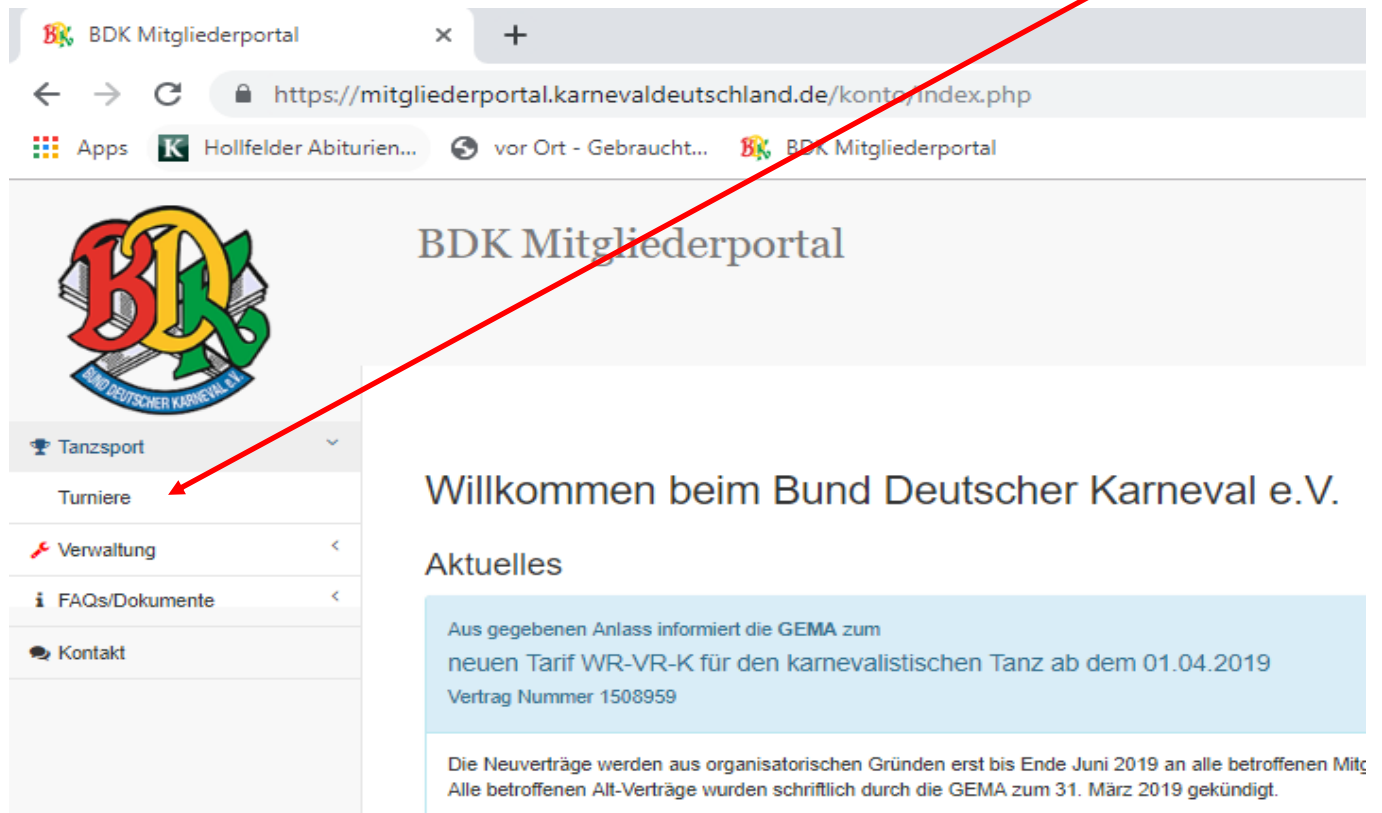 BDK Mitgliederportal
https://mitgliederportal.karnevaldeutschland.de/konto/index.php
Apps Hollfelder Abiturien... vor Ort - Gebraucht... BDK Mitgliederportal
BDK
BUND DEUTSCHER KARNEVAL e.V.
BDK Mitgliederportal
Tanzsport
Turniere
Verwaltung
FAQs/Dokumente
Kontakt
Willkommen beim Bund Deutscher Karneval e.V.
Aktuelles
Aus gegebenen Anlass informiert die GEMA zum
neuen Tarif WR-VR-K für den karnevalistischen Tanz ab dem 01.04.2019
Vertrag Nummer 1508959
Die Neuverträge werden aus organisatorischen Gründen erst bis Ende Juni 2019 an alle betroffenen Mitg
Alle betroffenen Alt-Verträge wurden schriftlich durch die GEMA zum 31. März 2019 gekündigt.